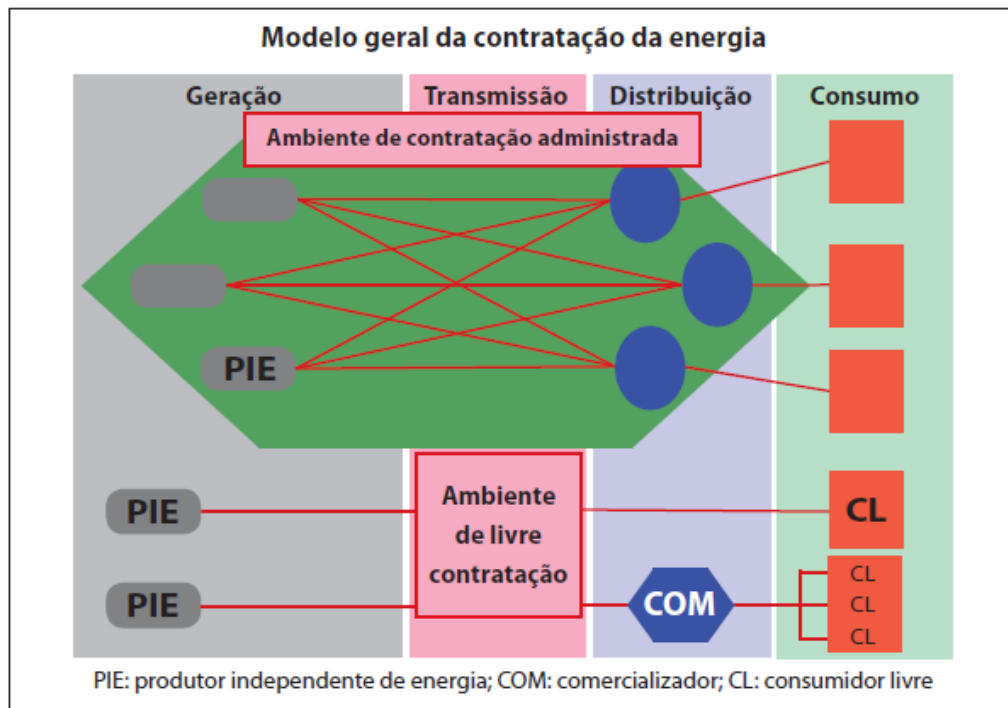 Modelo geral da contratação da energia
Geração
Transmissão
Distribuição
Consumo
Ambiente de contratação administrada
PIE
PIE
Ambiente
de livre
contratação
CL
PIE
COM
CL
CL
CL
PIE: produtor independente de energia; COM: comercializador; CL: consumidor livre